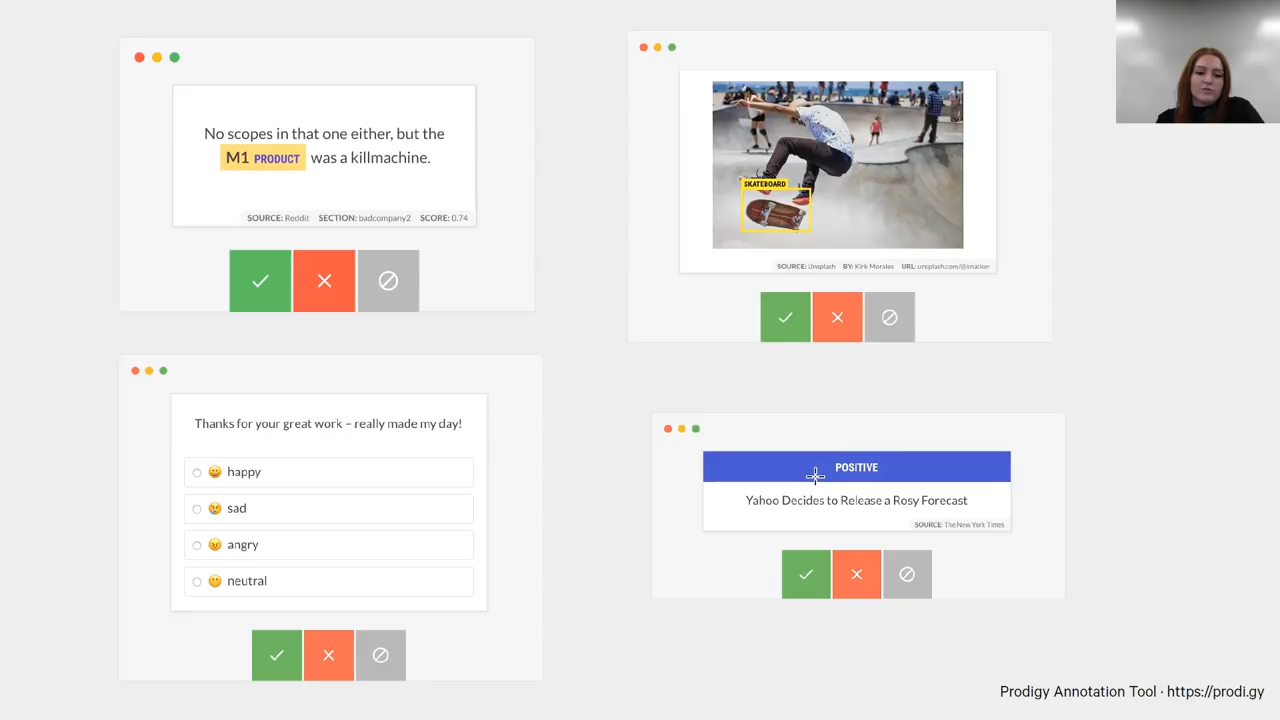 No scopes in that one either, but the
M1 PRODUCT was a killmachine.
SOURCE: Reddit SECTION: badcompany2 SCORE: 0.74
SKATEBOARD
SOURCE: Unsplash BY: Kirk Morales URL: unsplash.com/@knation
Thanks for your great work – really made my day!
happy
sad
angry
neutral
POSITIVE
Yahoo Decides to Release a Rosy Forecast
SOURCE: The New York Times
Prodigy Annotation Tool · https://prodi.gy